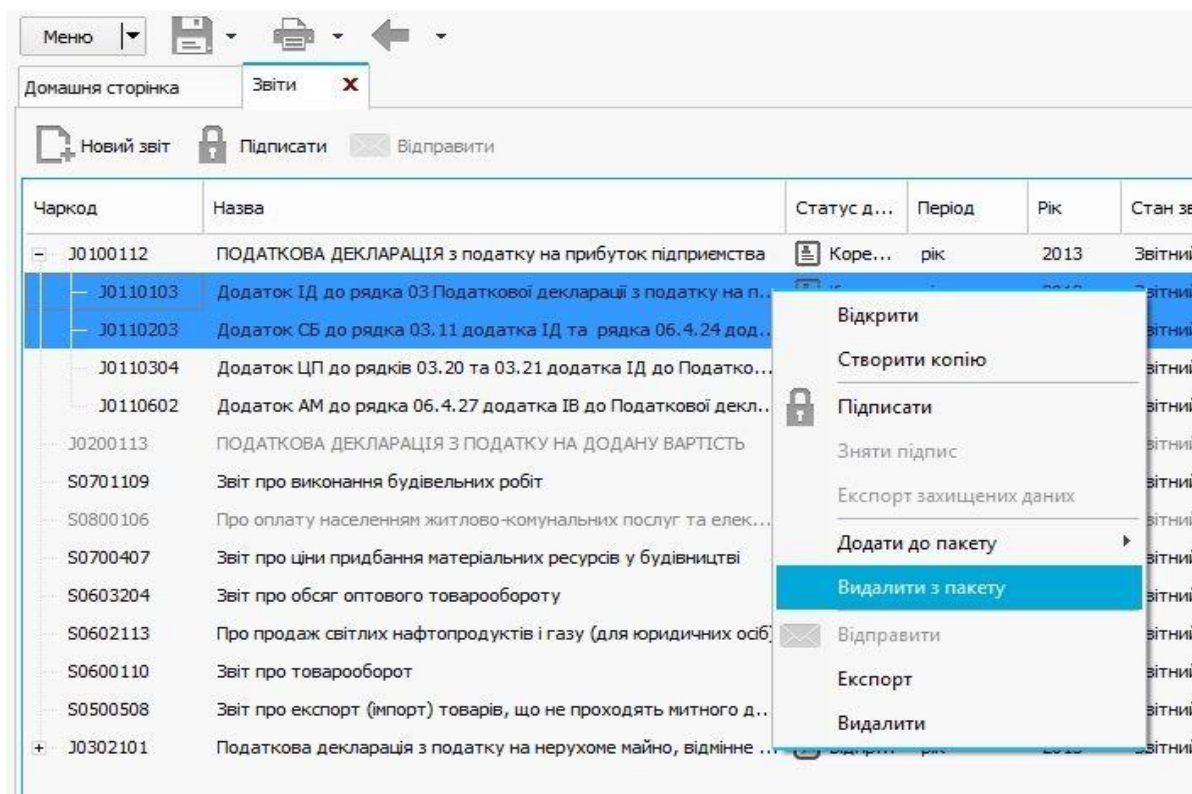 Меню
Домашня сторінка Звіти X
Новий звіт Підписати Відправити
Чаркод Назва Статус д... Період Рік Стан зв
J0100112 ПОДАТКОВА ДЕКЛАРАЦІЯ з податку на прибуток підприємства Коре... рік 2013 Звітний
J0110103 Додаток ІД до рядка 03 Податкової декларації з податку на п...
J0110203 Додаток СБ до рядка 03.11 додатка ІД та рядка 06.4.24 дод...
J0110304 Додаток ЦП до рядків 03.20 та 03.21 додатка ІД до Податко...
J0110602 Додаток АМ до рядка 06.4.27 додатка ІВ до Податкової декл...
J0200113 ПОДАТКОВА ДЕКЛАРАЦІЯ З ПОДАТКУ НА ДОДАНУ ВАРТІСТЬ
S0701109 Звіт про виконання будівельних робіт
S0800106 Про оплату населенням житлово-комунальних послуг та елек...
S0700407 Звіт про ціни придбання матеріальних ресурсів у будівництві
S0603204 Звіт про обсяг оптового товарообороту
S0602113 Про продаж світлих нафтопродуктів і газу (для юридичних осіб)
S0600110 Звіт про товарооборот
S0500508 Звіт про експорт (імпорт) товарів, що не проходять митного д...
J0302101 Податкова декларація з податку на нерухоме майно, відмінне ...
Відкрити
Створити копію
Підписати
Зняти підпис
Експорт захищених даних
Додати до пакету
Видалити з пакету
Відправити
Експорт
Видалити